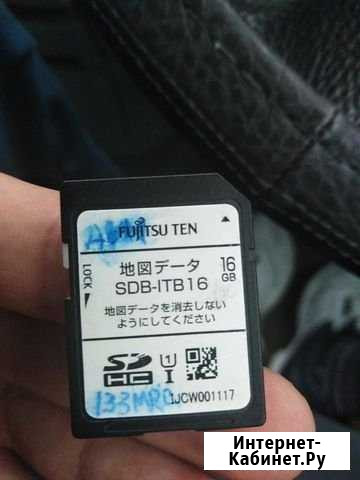 FUJITSU TEN
地図データ 16 GB
SDB-ITB16
地図データを消去しない
ようにしてください
LOCK
SD HC I 1
133MRC
1JCW001117
Интернет-
Кабинет.Ру